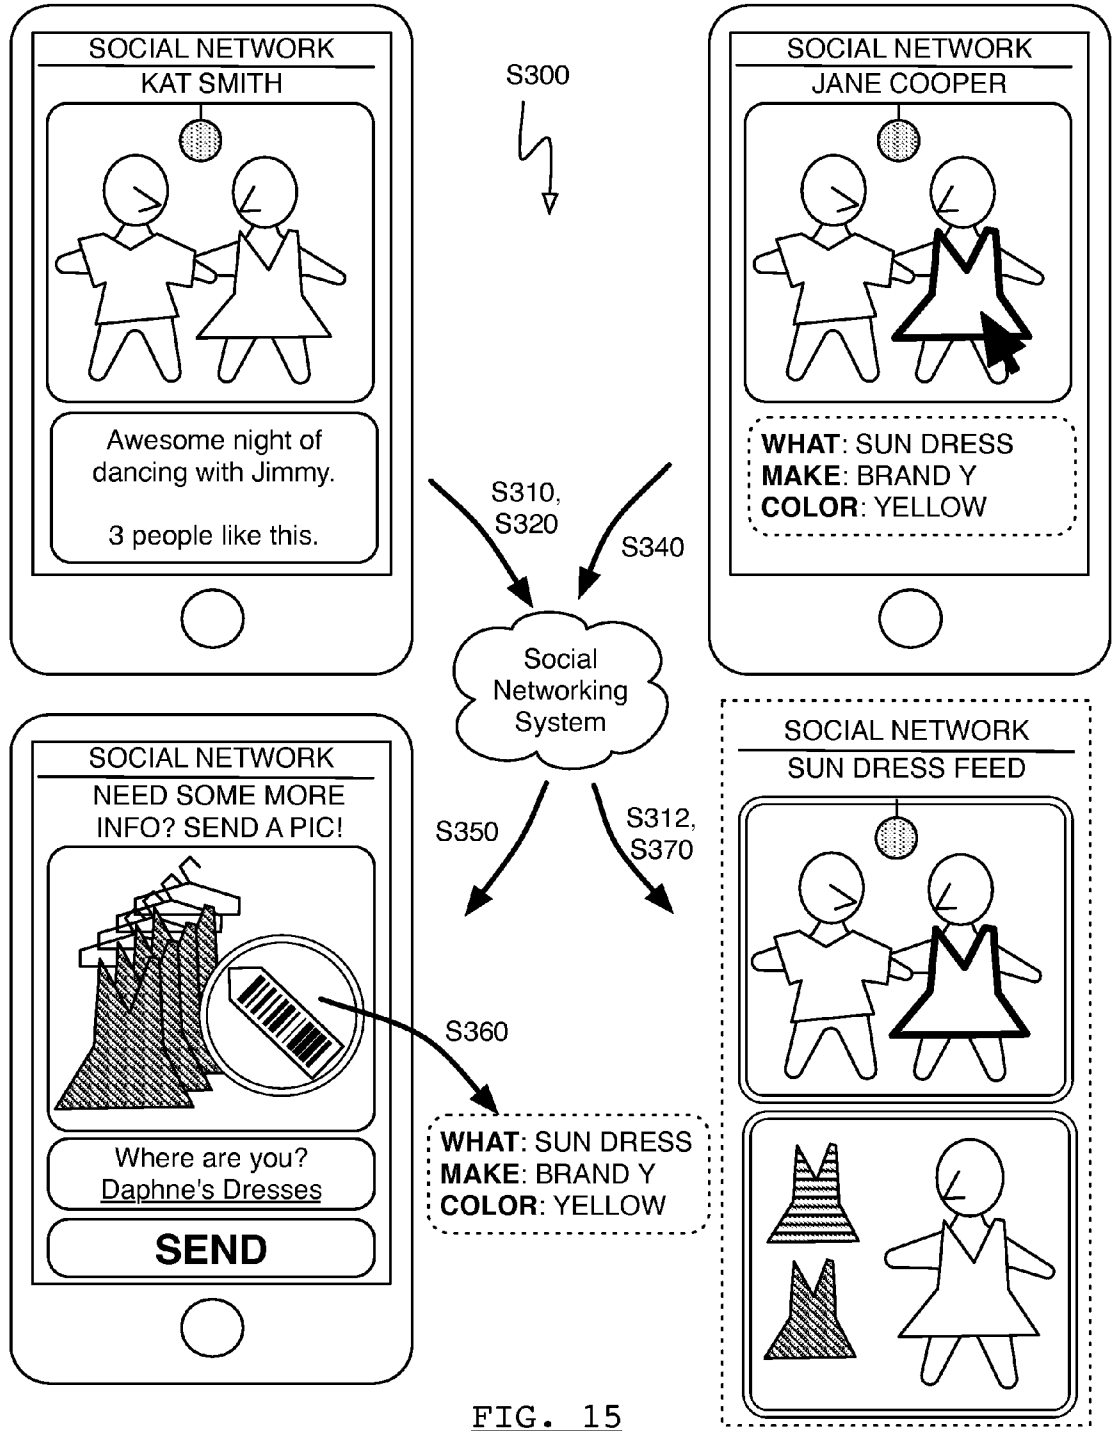 SOCIAL NETWORK
KAT SMITH
Awesome night of
dancing with Jimmy.
3 people like this.
S300
SOCIAL NETWORK
JANE COOPER
WHAT: SUN DRESS
MAKE: BRAND Y
COLOR: YELLOW
S310,
S320
S340
Social
Networking
System
S350
S312,
S370
SOCIAL NETWORK
NEED SOME MORE
INFO? SEND A PIC!
Where are you?
Daphne's Dresses
SEND
S360
WHAT: SUN DRESS
MAKE: BRAND Y
COLOR: YELLOW
SOCIAL NETWORK
SUN DRESS FEED
FIG. 15